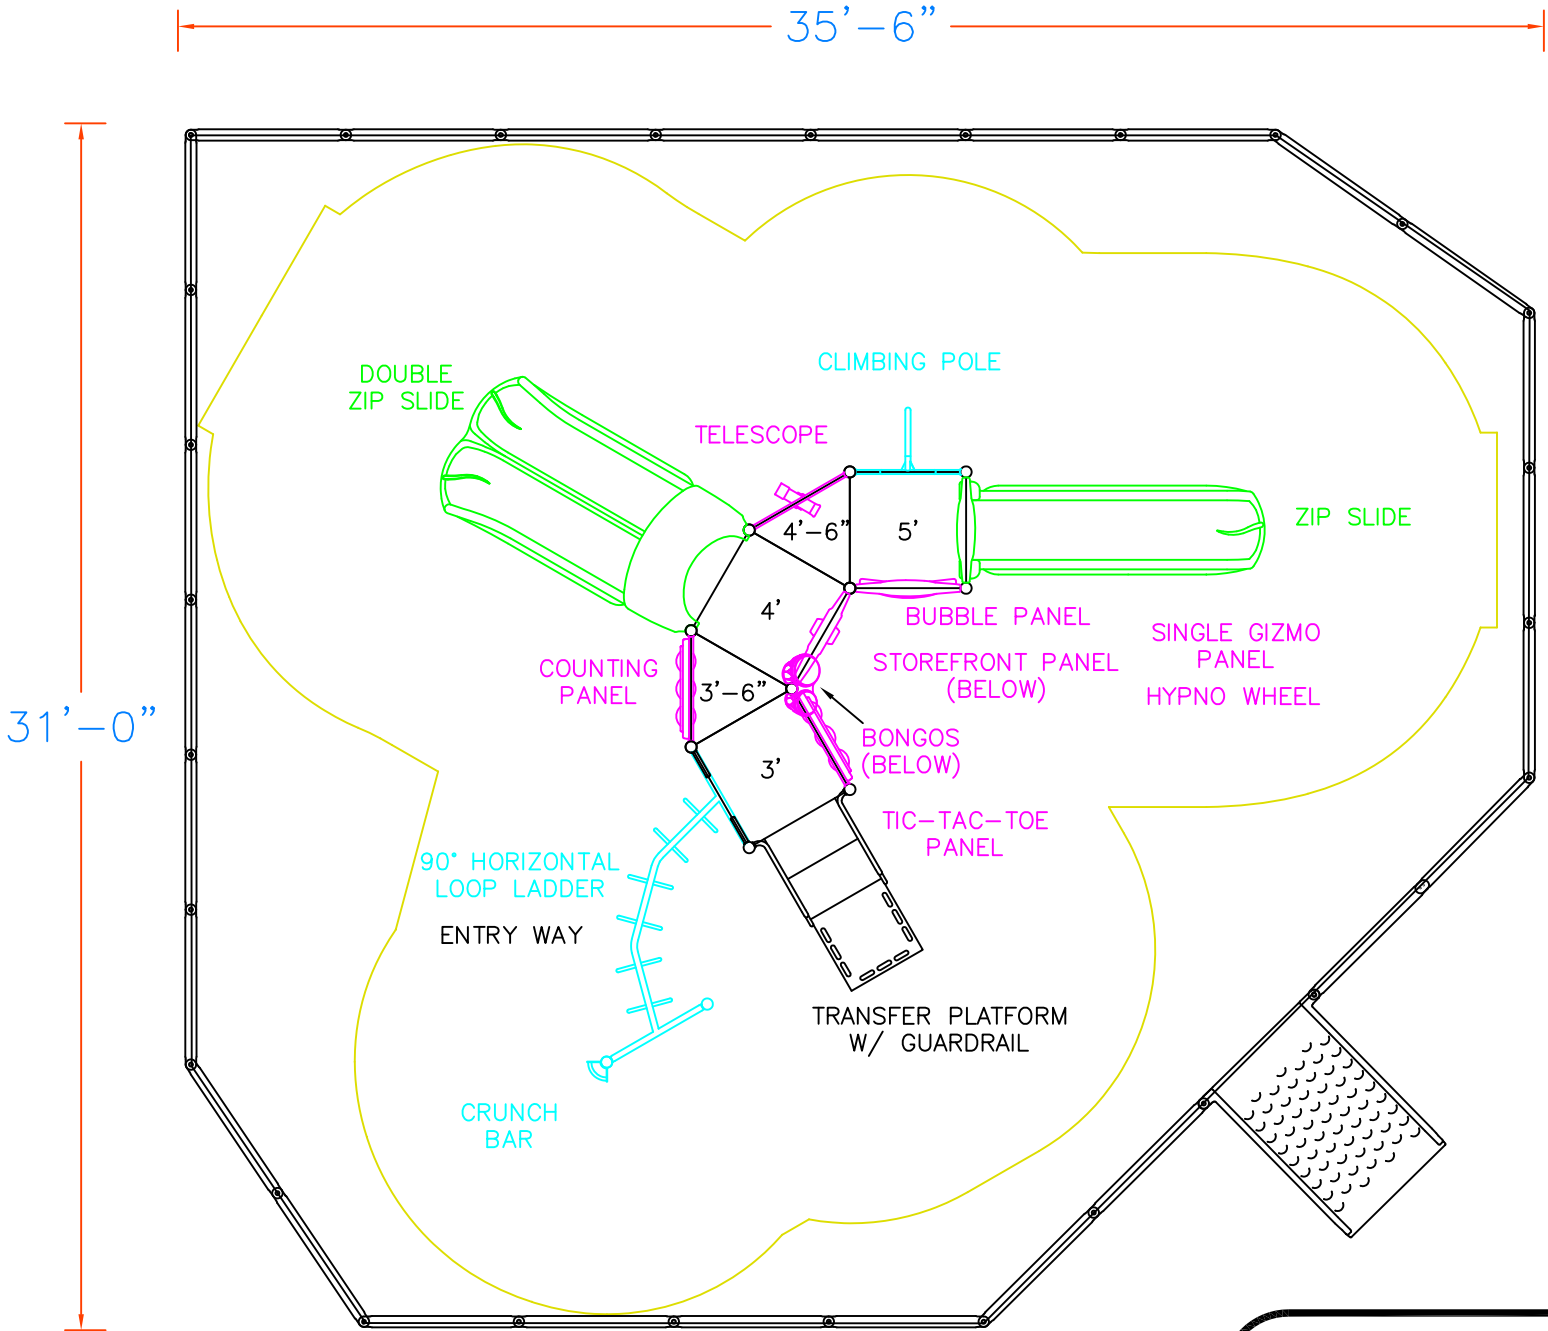 35'-6"
CLIMBING POLE
DOUBLE
ZIP SLIDE
TELESCOPE
ZIP SLIDE
4'-6"
5'
4'
BUBBLE PANEL
SINGLE GIZMO
PANEL
STOREFRONT PANEL
(BELOW)
HYPNO WHEEL
COUNTING
PANEL
3'-6"
31'-0"
BONGOS
(BELOW)
3'
TIC-TAC-TOE
PANEL
90° HORIZONTAL
LOOP LADDER
ENTRY WAY
TRANSFER PLATFORM
W/ GUARDRAIL
CRUNCH
BAR